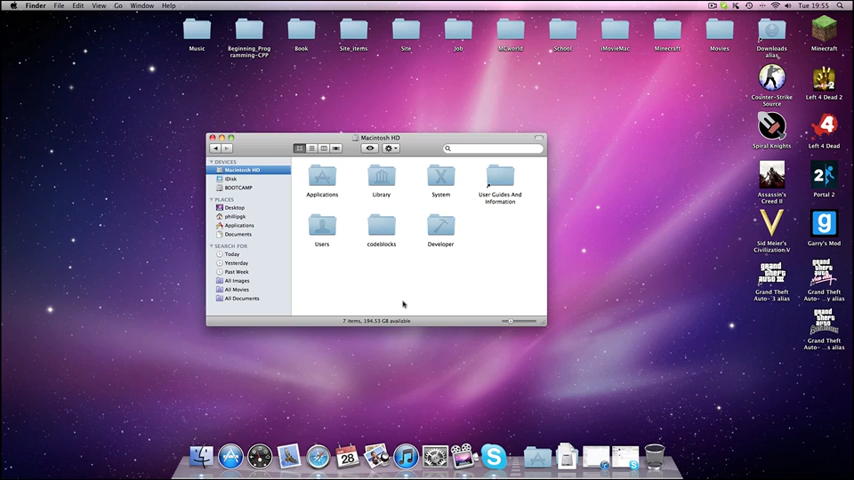 Finder File Edit View Go Window Help
Tue 19:55
Music
Beginning_Prog
ramming-CPP
Book
Site_items
Site
Job
MCworld
School
iMovieMac
Minecraft
Movies
Downloads
alias
Minecraft
Counter-Strike
Source
Left 4 Dead 2
Spiral Knights
Left 4 Dead
Assassin's
Creed II
Portal 2
Sid Meier's
Civilization V
Garry's Mod
Grand Theft
Auto- 3 alias
Grand Theft
Auto- ...y alias
Grand Theft
Auto- ...s alias
Macintosh HD
DEVICES
Macintosh HD
iDisk
BOOTCAMP
PLACES
Desktop
phillipgk
Applications
Documents
SEARCH FOR
Today
Yesterday
Past Week
All Images
All Movies
All Documents
Applications
Library
System
User Guides And
Information
Users
codeblocks
Developer
7 items, 194.53 GB available
28